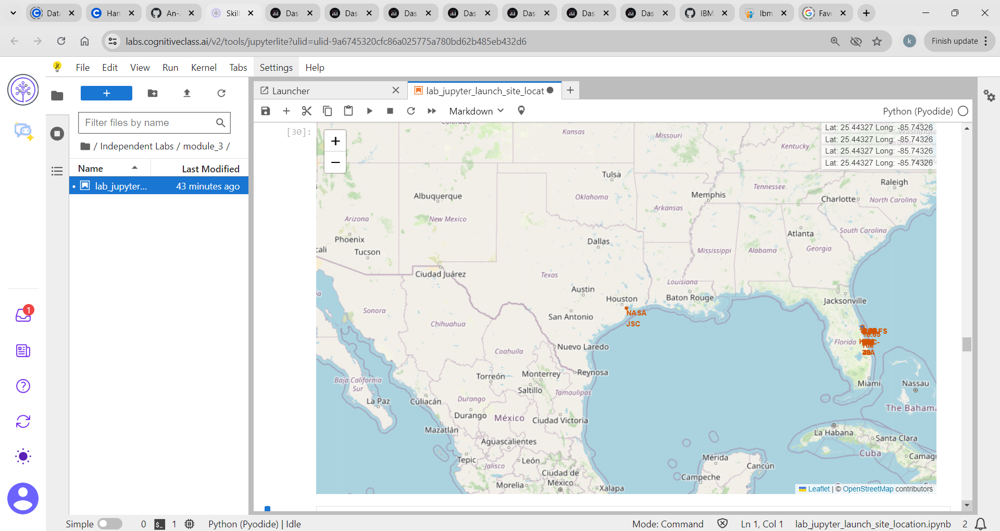 Data
Han
An-
Skill
Das
Das
Das
Das
Das
Das
Das
IBM
Ibm
Favo
labs.cognitiveclass.ai/v2/tools/jupyterlite?ulid=ulid-9a6745320cfc86a025775a780bd62b485eb432d6
k
Finish update
File Edit View Run Kernel Tabs Settings Help
Launcher
lab_jupyter_launch_site_locat
Filter files by name
Markdown
Python (Pyodide)
/ Independent Labs / module_3 /
Name
Last Modified
lab_jupyter...
43 minutes ago
1
[30]:
+
−
Lat: 25.44327 Long: -85.74326
Lat: 25.44327 Long: -85.74326
Lat: 25.44327 Long: -85.74326
Lat: 25.44327 Long: -85.74326
Colorado
Kansas
Missouri
Kentucky
Tulsa
Raleigh
Albuquerque
Oklahoma
Memphis
Tennessee
Charlotte
North Carolina
Arizona
New Mexico
Arkansas
South Carolina
Phoenix
Dallas
Atlanta
cali
Tucson
Mississippi
Alabama
Georgia
Ciudad Juárez
Texas
Louisiana
Austin
Houston
Baton Rouge
Jacksonville
NASA
JSC
Sonora
San Antonio
Chihuahua
Florida
Nuevo Laredo
Coahuila
Torreón
Monterrey
Reynosa
Baja California
Sur
Saltillo
Tamaulipas
Miami
Nassau
La Paz
Culiacán
Durango
The Bahama
Durango
México
Ciudad Victoria
Mazatlán
La Habana
Santa Clara
Aguascalientes
Cuba
Camag
Tepic
León
Mérida
Jalisco
Cancún
Ciudad de
México
Campeche
Morelia
Xalapa
Leaflet | © OpenStreetMap contributors
Simple
0
1
Python (Pyodide) | Idle
Mode: Command
Ln 1, Col 1
lab_jupyter_launch_site_location.ipynb
2